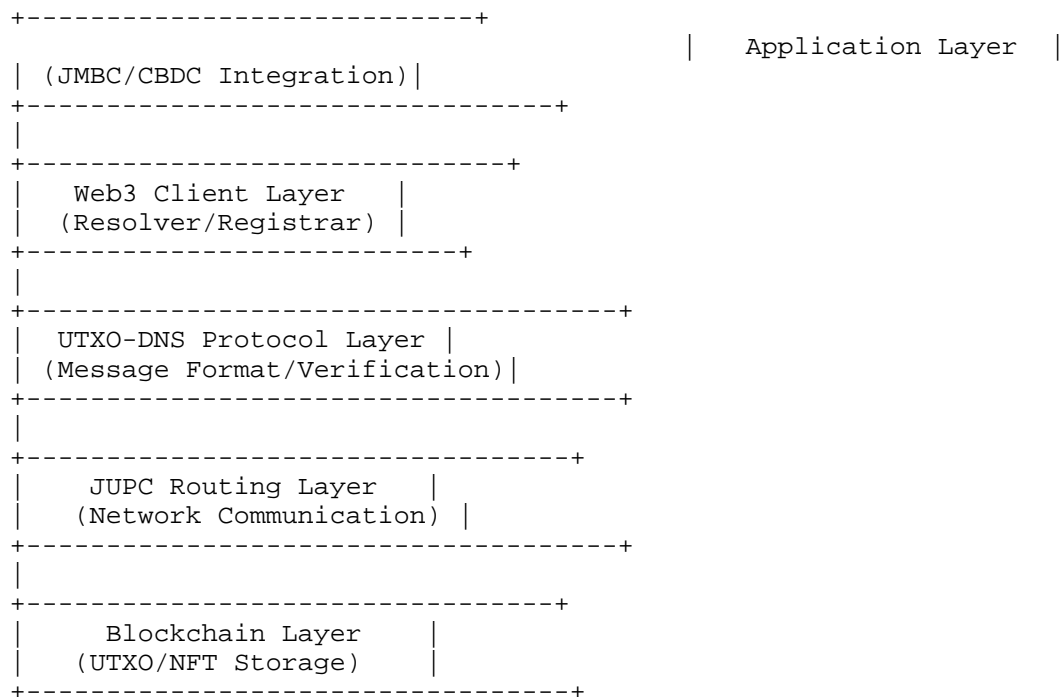 +-----------------------------+
| Application Layer |
| (JMBC/CBDC Integration)|
+----------------------------------+
|
+-------------------------------+
| Web3 Client Layer |
| (Resolver/Registrar) |
+----------------------------+
|
+--------------------------------------+
| UTXO-DNS Protocol Layer |
| (Message Format/Verification)|
+--------------------------------------+
|
+-----------------------------------+
| JUPC Routing Layer |
| (Network Communication) |
+--------------------------------------+
|
+----------------------------------+
| Blockchain Layer |
| (UTXO/NFT Storage) |
+-----------------------------------+